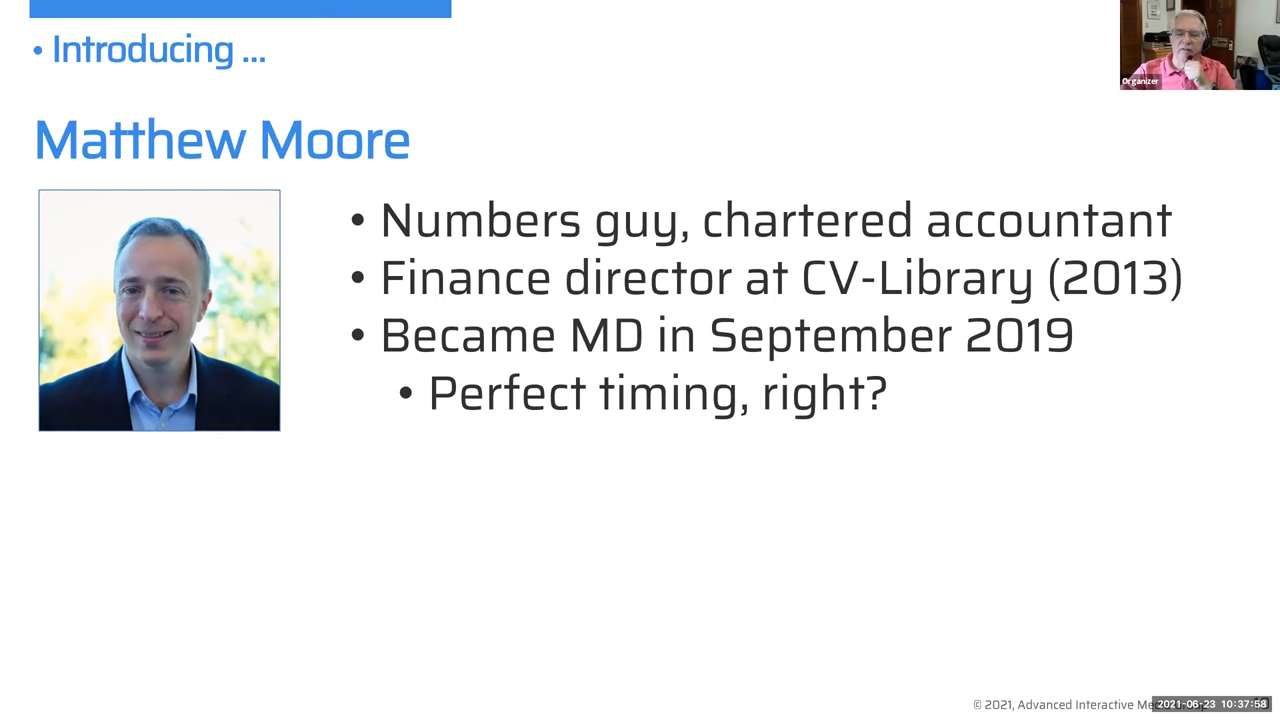 • Introducing ...
Organizer
Matthew Moore
• Numbers guy, chartered accountant
• Finance director at CV-Library (2013)
• Became MD in September 2019
• Perfect timing, right?
© 2021, Advanced Interactive
2021-06-23 10:37:58